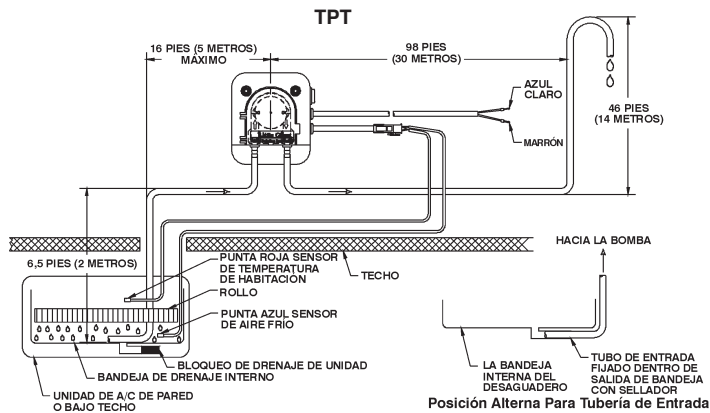 TPT
16 PIES (5 METROS)
MÁXIMO
98 PIES
(30 METROS)
AZUL
CLARO
46 PIES
(14 METROS)
MARRÓN
HACIA LA BOMBA
6,5 PIES (2 METROS)
PUNTA ROJA SENSOR
DE TEMPERATURA
DE HABITACION
TECHO
ROLLO
PUNTA AZUL SENSOR
DE AIRE FRÍO
BLOQUEO DE DRENAJE DE UNIDAD
BANDEJA DE DRENAJE INTERNO
UNIDAD DE A/C DE PARED
O BAJO TECHO
LA BANDEJA
INTERNA DEL
DESAGUADERO
TUBO DE ENTRADA
FIJADO DENTRO DE
SALIDA DE BANDEJA
CON SELLADOR
Posición Alterna Para Tubería de Entrada